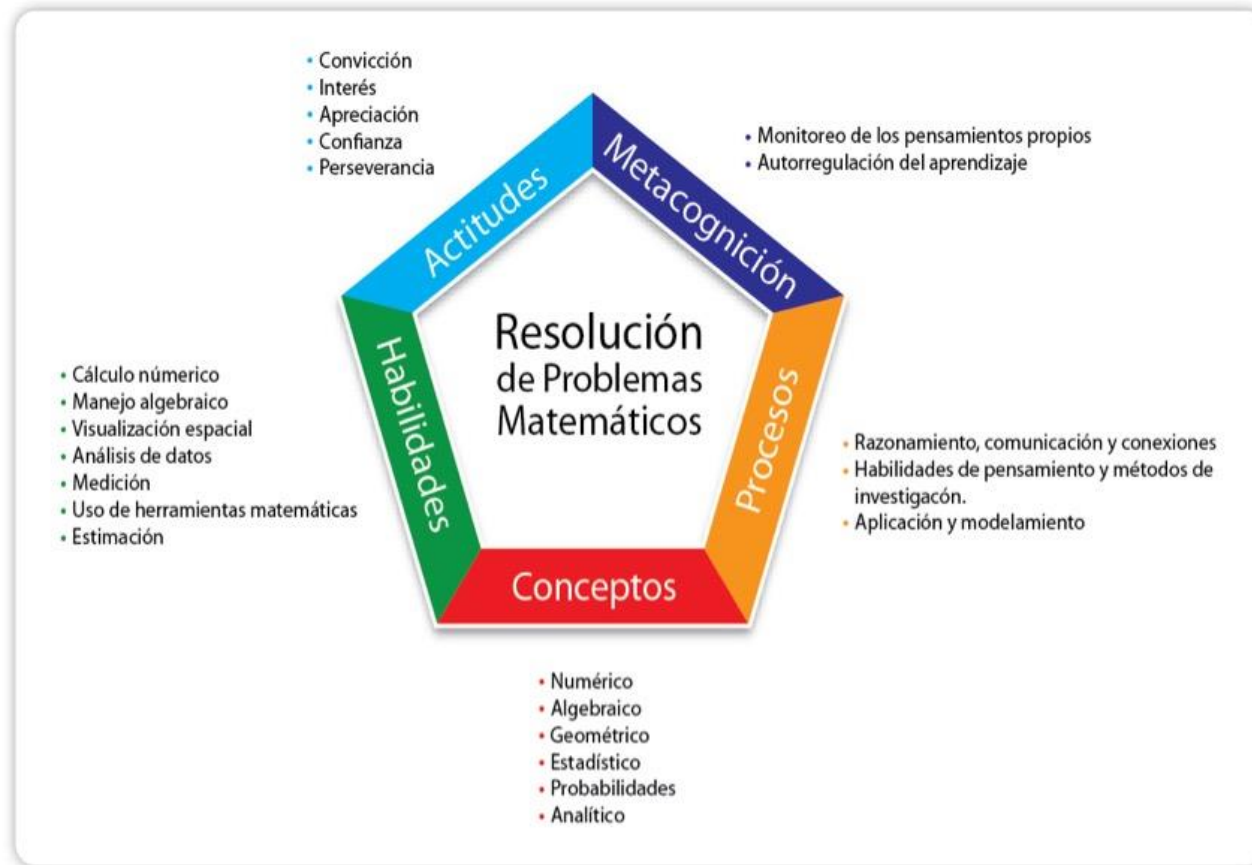 • Convicción
• Interés
• Apreciación
• Confianza
• Perseverancia
• Monitoreo de los pensamientos propios
• Autorregulación del aprendizaje
Actitudes
Metacognición
Resolución
de Problemas
Matemáticos
Habilidades
Procesos
• Cálculo númerico
• Manejo algebraico
• Visualización espacial
• Análisis de datos
• Medición
• Uso de herramientas matemáticas
• Estimación
• Razonamiento, comunicación y conexiones
• Habilidades de pensamiento y métodos de
investigacón.
• Aplicación y modelamiento
Conceptos
• Numérico
• Algebraico
• Geométrico
• Estadístico
• Probabilidades
• Analítico